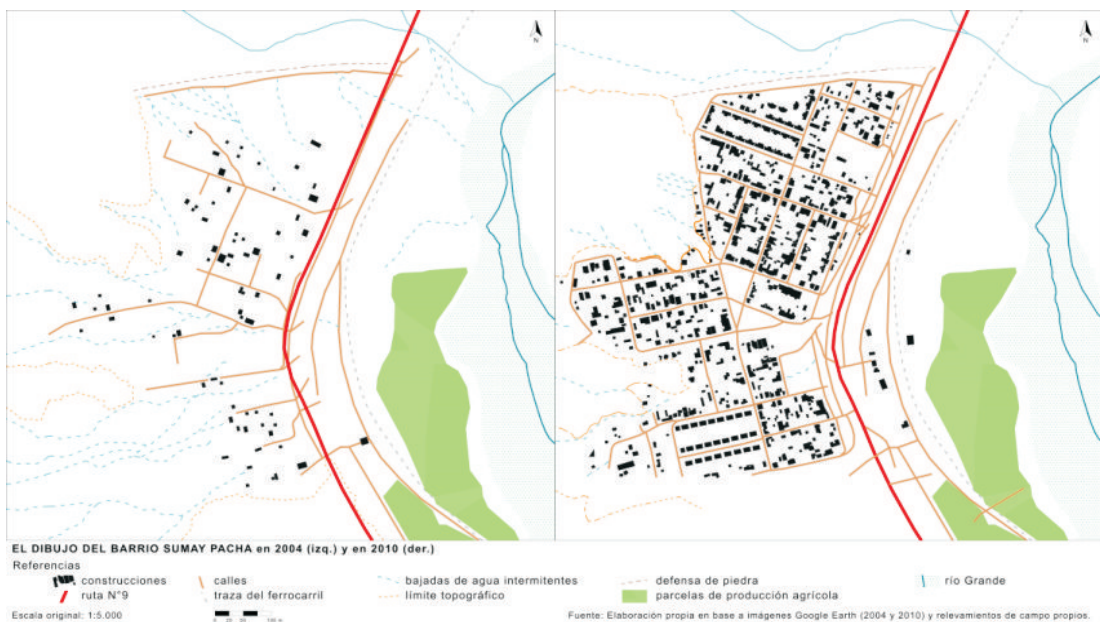 N
N
EL DIBUJO DEL BARRIO SUMAY PACHA en 2004 (izq.) y en 2010 (der.)
Referencias
construcciones calles bajadas de agua intermitentes defensa de piedra río Grande
ruta N°9 traza del ferrocarril límite topográfico parcelas de producción agrícola
Escala original: 1:5.000 Fuente: Elaboración propia en base a imágenes Google Earth (2004 y 2010) y relevamientos de campo propios.